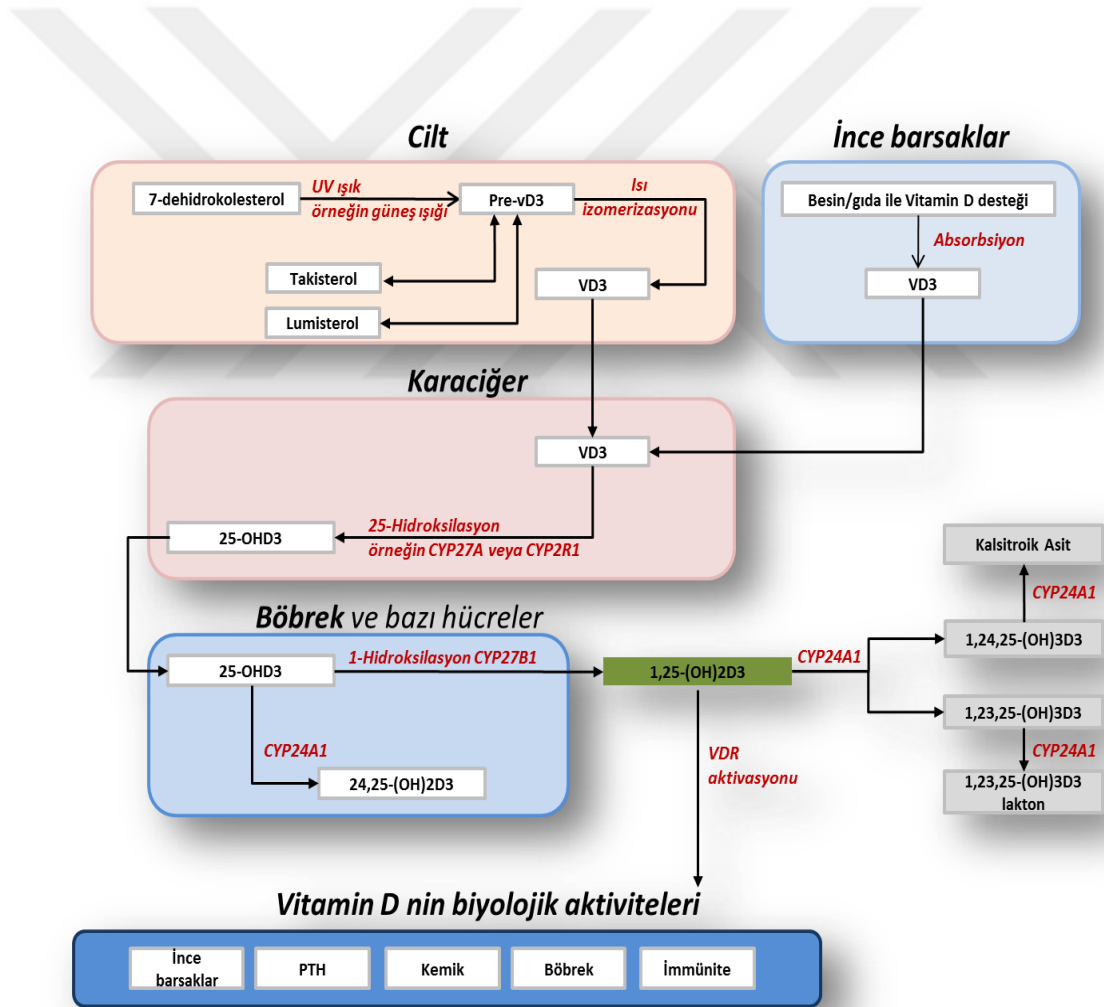 Cilt
İnce barsaklar
7-dehidrokolesterol
UV ışık
örneğin güneş ışığı
Pre-vD3
Isı
izomerizasyonu
Takisterol
Lumisterol
VD3
Besin/gıda ile Vitamin D desteği
Absorbsiyon
VD3
Karaciğer
VD3
25-Hidroksilasyon
örneğin CYP27A veya CYP2R1
25-OHD3
Böbrek ve bazı hücreler
25-OHD3
1-Hidroksilasyon CYP27B1
CYP24A1
24,25-(OH)2D3
1,25-(OH)2D3
CYP24A1
Kalsitroik Asit
CYP24A1
1,24,25-(OH)3D3
1,23,25-(OH)3D3
CYP24A1
1,23,25-(OH)3D3
lakton
VDR
aktivasyonu
Vitamin D nin biyolojik aktiviteleri
İnce
barsaklar
PTH
Kemik
Böbrek
İmmünite